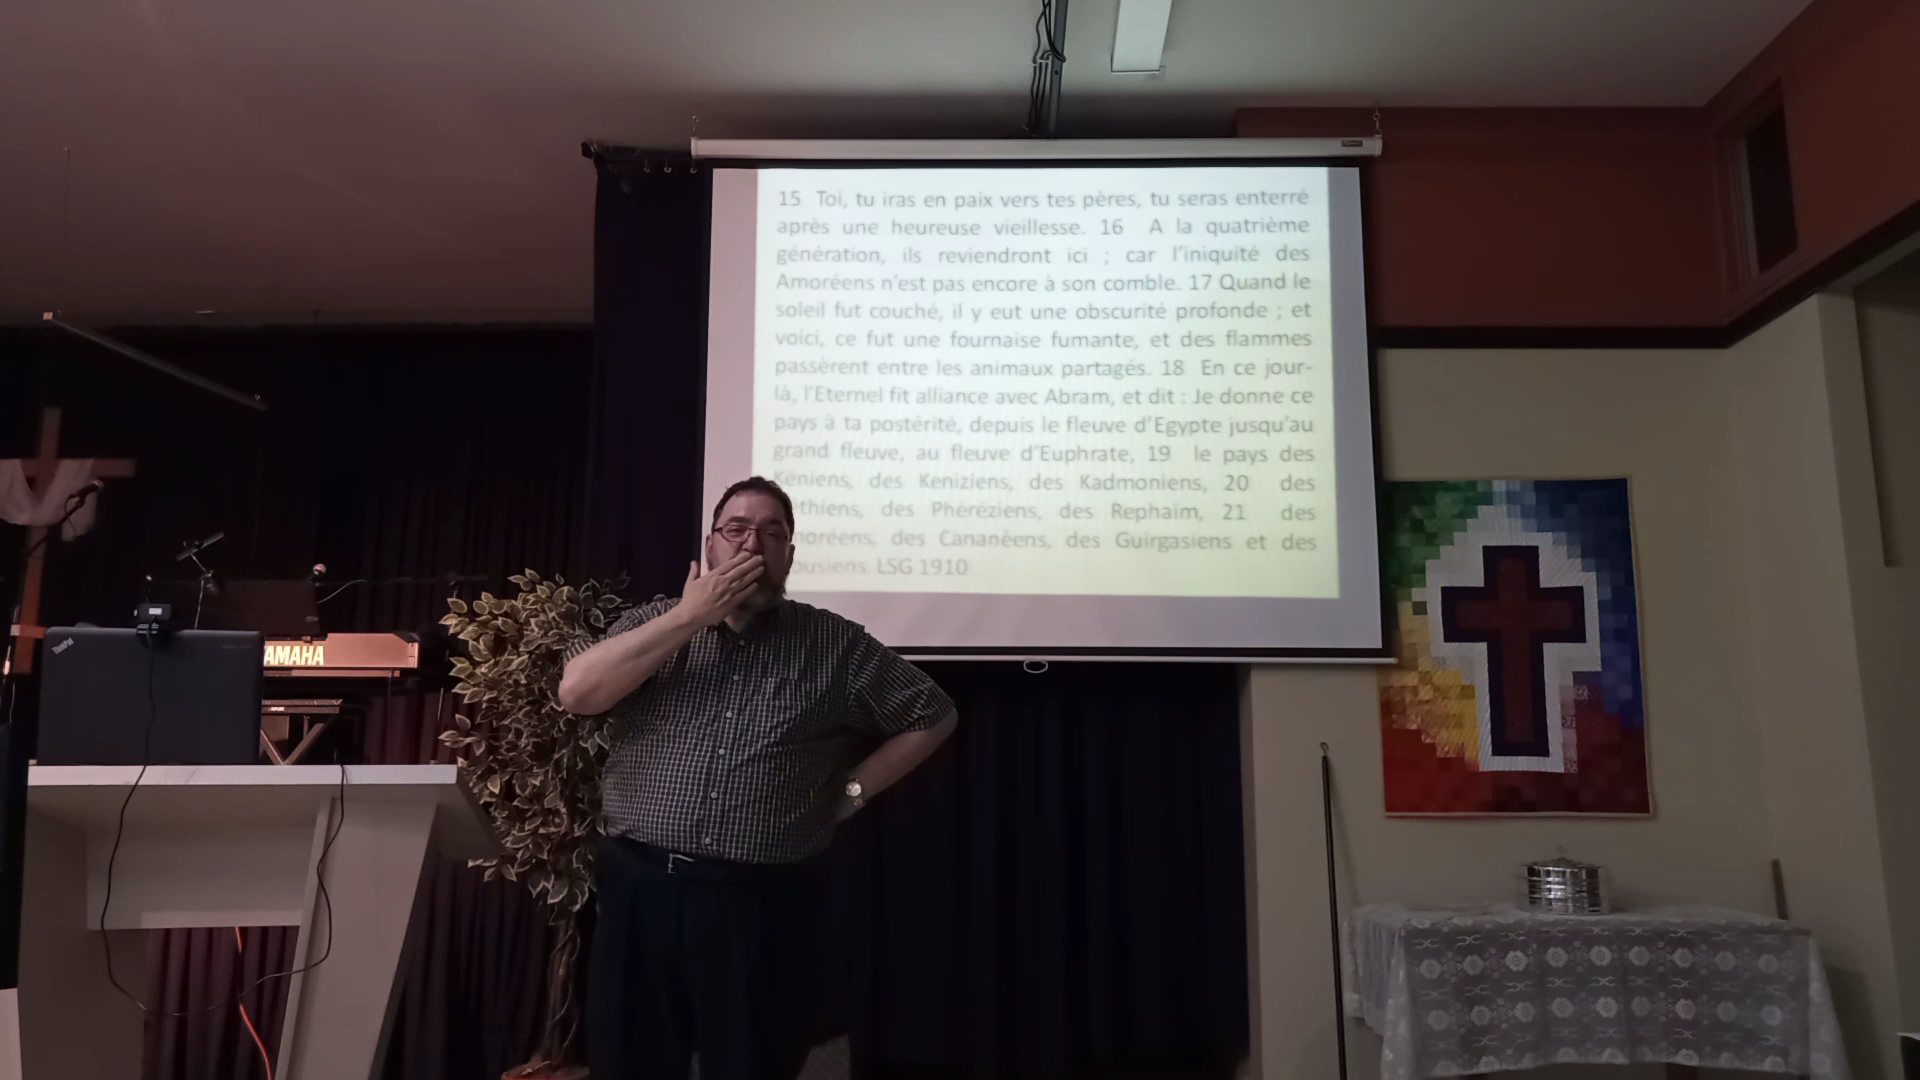 15 Toi, tu iras en paix vers tes pères, tu seras enterré
après une heureuse vieillesse. 16 A la quatrième
génération, ils reviendront ici ; car l'iniquité des
Amoréens n'est pas encore à son comble. 17 Quand le
soleil fut couché, il y eut une obscurité profonde ; et
voici, ce fut une fournaise fumante, et des flammes
passèrent entre les animaux partagés. 18 En ce jour-
là, l'Eternel fit alliance avec Abram, et dit : Je donne ce
pays à ta postérité, depuis le fleuve d'Egypte jusqu'au
grand fleuve, au fleuve d'Euphrate, 19 le pays des
Keniens, des Keniziens, des Kadmoniens, 20 des
thiens, des Phéréziens, des Rephaïm, 21 des
oréens, des Cananéens, des Guirgasiens et des
ousiens. LSG 1910
ThinkPad
AMAHA